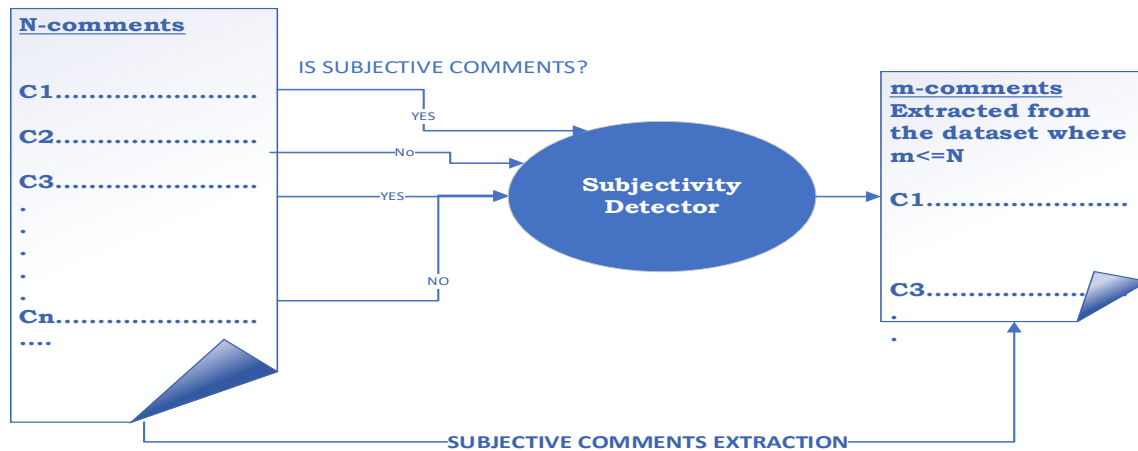 N-comments
C1........................
C2........................
C3........................
.
.
.
.
.
Cn........................
....
IS SUBJECTIVE COMMENTS?
YES
No
YES
NO
Subjectivity
Detector
m-comments
Extracted from
the dataset where
m<=N
C1........................
C3........................
.
.
SUBJECTIVE COMMENTS EXTRACTION